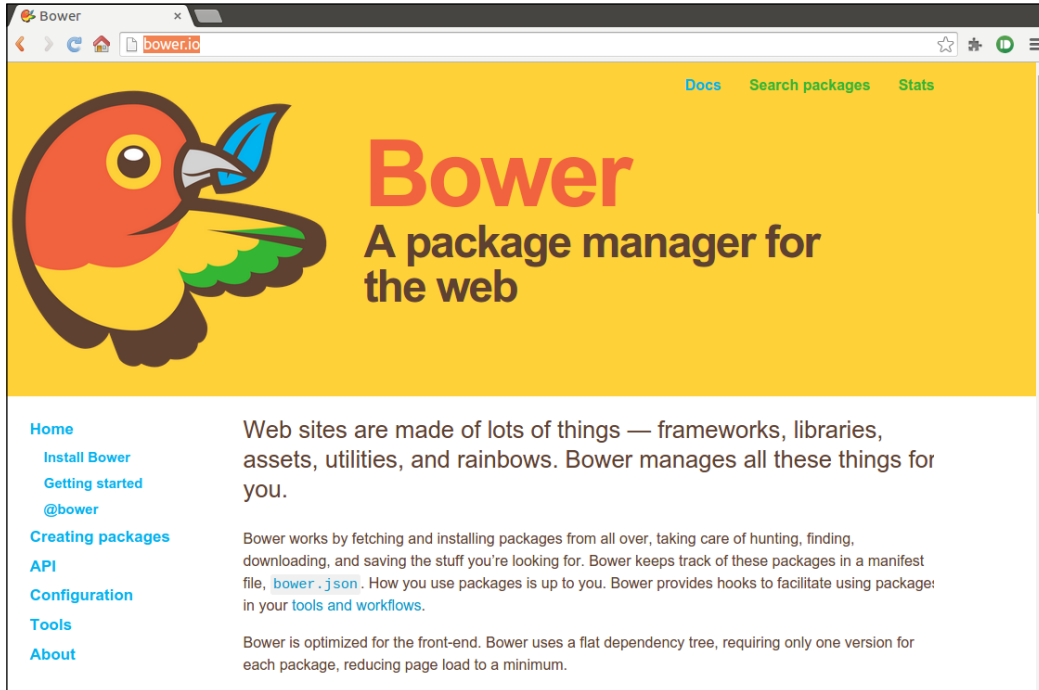 Bower
bower.io
Docs Search packages Stats
Bower
A package manager for
the web
Home
Install Bower
Getting started
@bower
Creating packages
API
Configuration
Tools
About
Web sites are made of lots of things — frameworks, libraries,
assets, utilities, and rainbows. Bower manages all these things for
you.
Bower works by fetching and installing packages from all over, taking care of hunting, finding,
downloading, and saving the stuff you’re looking for. Bower keeps track of these packages in a manifest
file, bower.json. How you use packages is up to you. Bower provides hooks to facilitate using packages
in your tools and workflows.
Bower is optimized for the front-end. Bower uses a flat dependency tree, requiring only one version for
each package, reducing page load to a minimum.